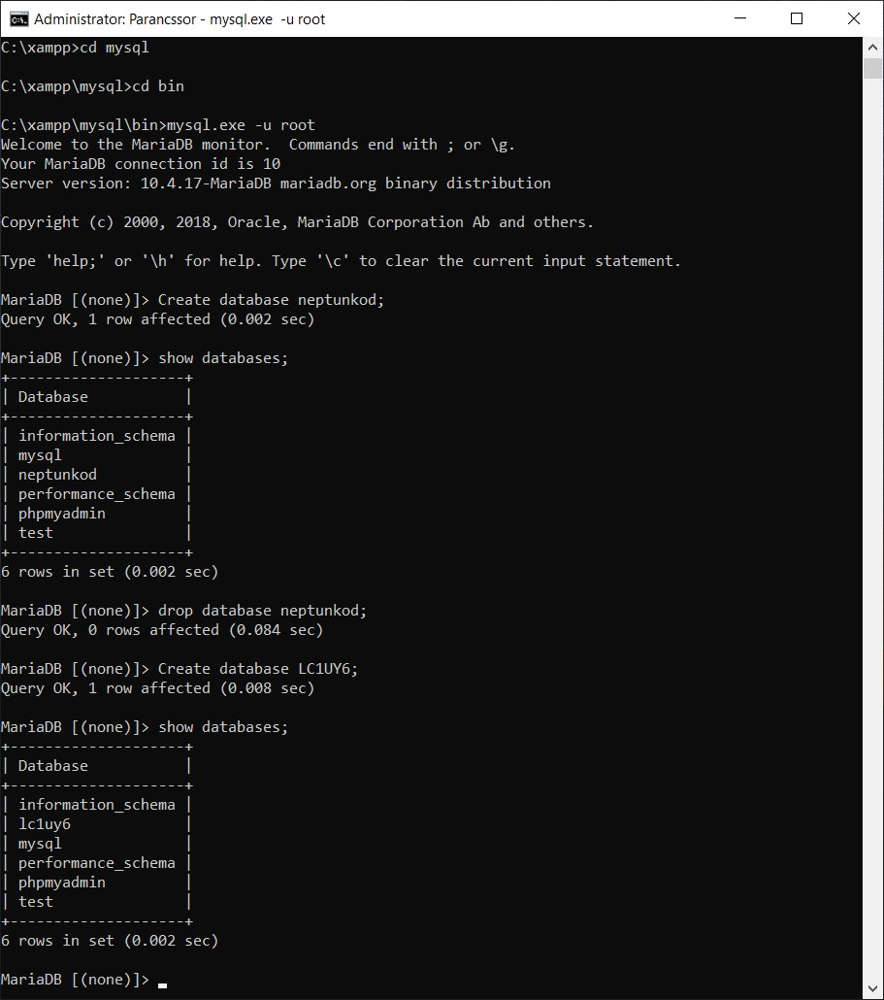 Administrator: Parancssor - mysql.exe  -u root
C:\xampp>cd mysql
C:\xampp\mysql>cd bin
C:\xampp\mysql\bin>mysql.exe -u root
Welcome to the MariaDB monitor.  Commands end with ; or \g.
Your MariaDB connection id is 10
Server version: 10.4.17-MariaDB mariadb.org binary distribution
Copyright (c) 2000, 2018, Oracle, MariaDB Corporation Ab and others.
Type 'help;' or '\h' for help. Type '\c' to clear the current input statement.
MariaDB [(none)]> Create database neptunkod;
Query OK, 1 row affected (0.002 sec)
MariaDB [(none)]> show databases;
+--------------------+
| Database           |
+--------------------+
| information_schema |
| mysql              |
| neptunkod          |
| performance_schema |
| phpmyadmin         |
| test               |
+--------------------+
6 rows in set (0.002 sec)
MariaDB [(none)]> drop database neptunkod;
Query OK, 0 rows affected (0.084 sec)
MariaDB [(none)]> Create database LC1UY6;
Query OK, 1 row affected (0.008 sec)
MariaDB [(none)]> show databases;
+--------------------+
| Database           |
+--------------------+
| information_schema |
| lc1uy6             |
| mysql              |
| performance_schema |
| phpmyadmin         |
| test               |
+--------------------+
6 rows in set (0.002 sec)
MariaDB [(none)]> _